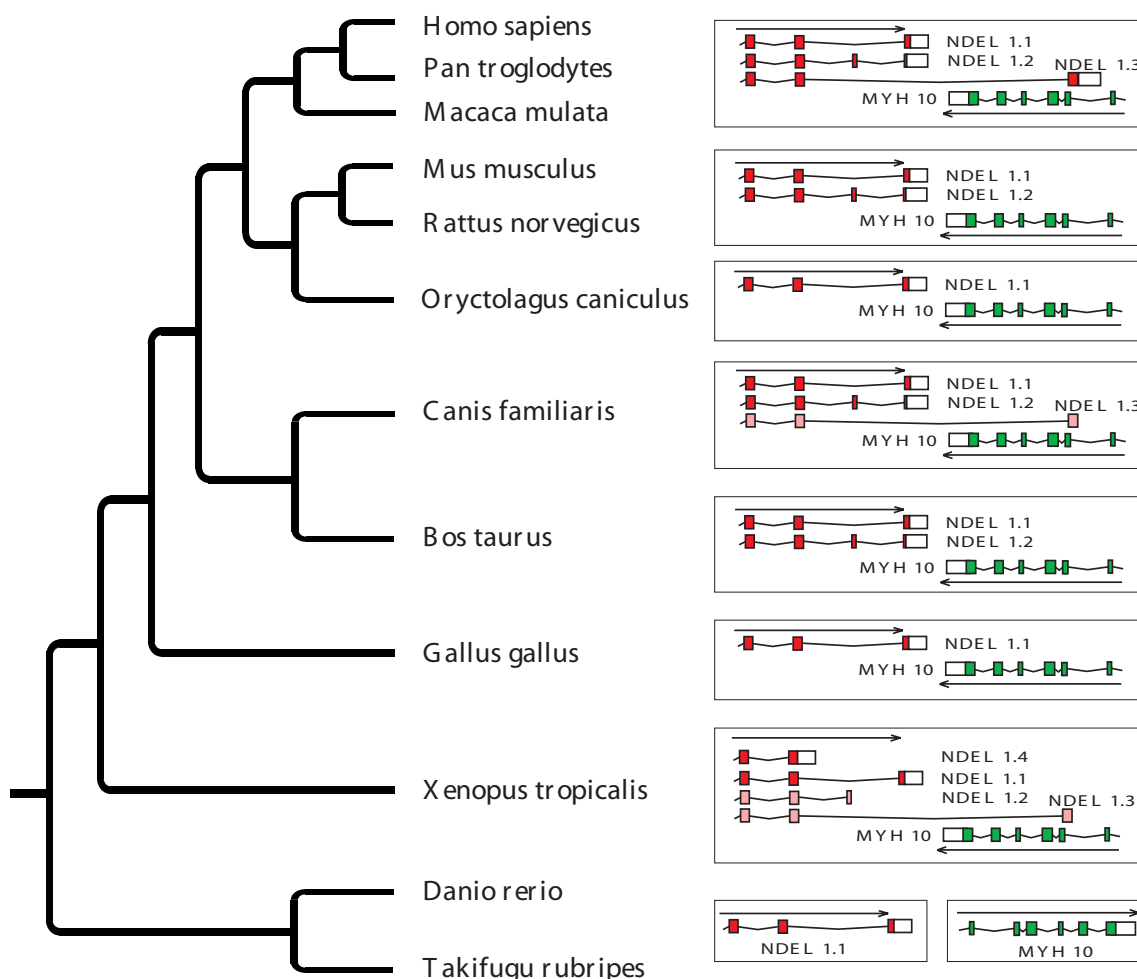 Homo sapiens
Pan troglodytes
Macaca mulata
Mus musculus
Rattus norvegicus
Oryctolagus caniculus
Canis familiaris
Bos taurus
Gallus gallus
Xenopus tropicalis
Danio rerio
Takifugu rubripes
NDEL 1.1
NDEL 1.2
NDEL 1.3
MYH 10
NDEL 1.1
NDEL 1.2
MYH 10
NDEL 1.1
MYH 10
NDEL 1.1
NDEL 1.2
NDEL 1.3
MYH 10
NDEL 1.1
NDEL 1.2
MYH 10
NDEL 1.1
MYH 10
NDEL 1.4
NDEL 1.1
NDEL 1.2
NDEL 1.3
MYH 10
NDEL 1.1
MYH 10